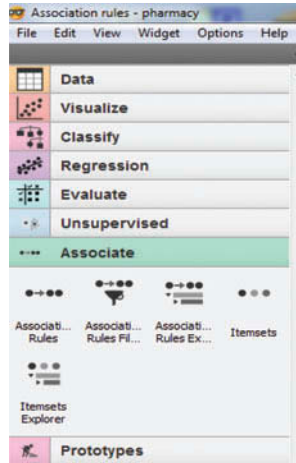 Association rules - pharmacy
File Edit View Widget Options Help
Data
Visualize
Classify
Regression
Evaluate
Unsupervised
Associate
Associati... Associati... Associati... Itemsets
Rules Rules Fil... Rules Ex...
Itemsets
Explorer
Prototypes